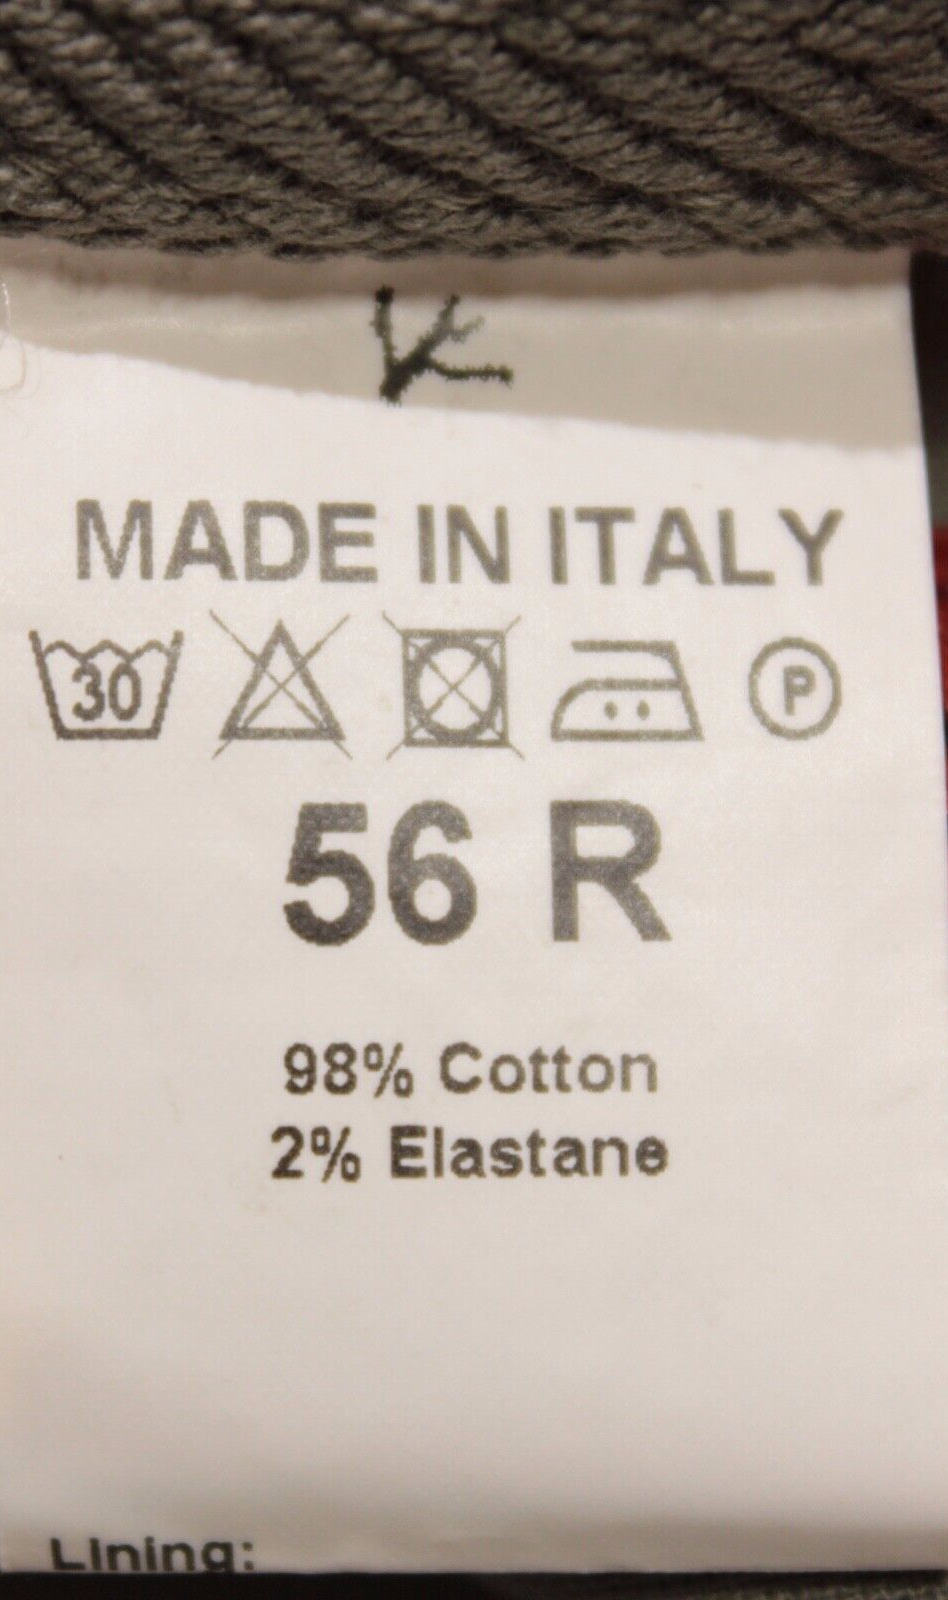 MADE IN ITALY
30 P
56 R
98% Cotton
2% Elastane
Lining: